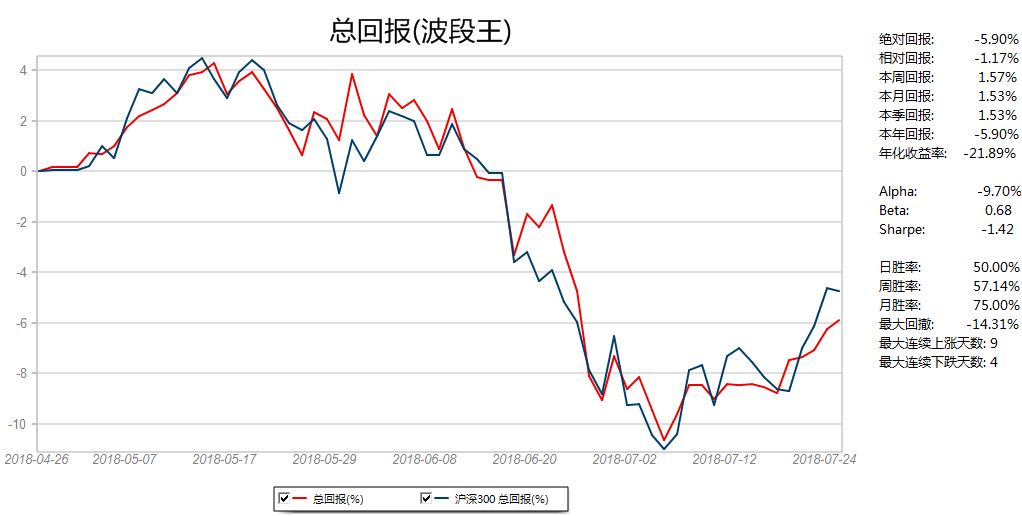 总回报(波段王)
4
2
0
-2
-4
-6
-8
-10
2018-04-26 2018-05-07 2018-05-17 2018-05-29 2018-06-08 2018-06-20 2018-07-02 2018-07-12 2018-07-24
总回报(%) 沪深300 总回报(%)
绝对回报: -5.90%
相对回报: -1.17%
本周回报: 1.57%
本月回报: 1.53%
本季回报: 1.53%
本年回报: -5.90%
年化收益率: -21.89%
Alpha: -9.70%
Beta: 0.68
Sharpe: -1.42
日胜率: 50.00%
周胜率: 57.14%
月胜率: 75.00%
最大回撤: -14.31%
最大连续上涨天数: 9
最大连续下跌天数: 4